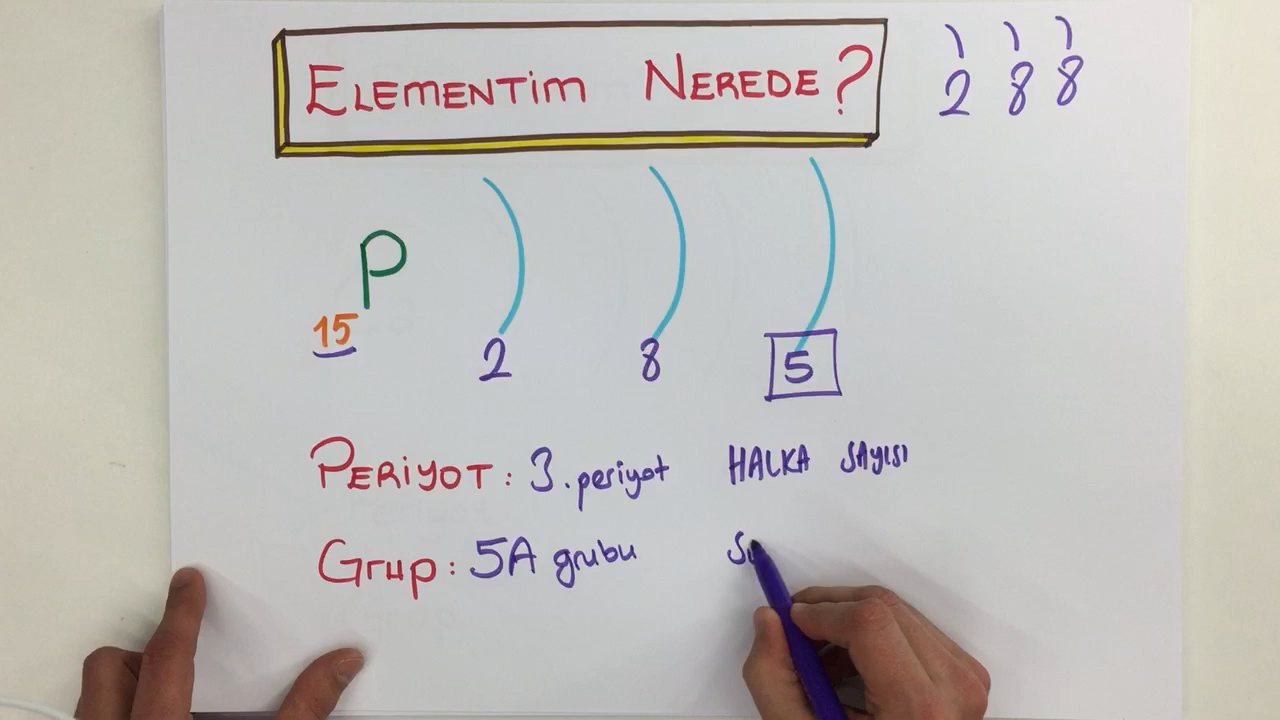 ELEMENTiM NEREDE?
2 8 8
P
15
2 8 5
PERiYOT: 3. periyot HALKA SAYISI
Grup: 5A grubu